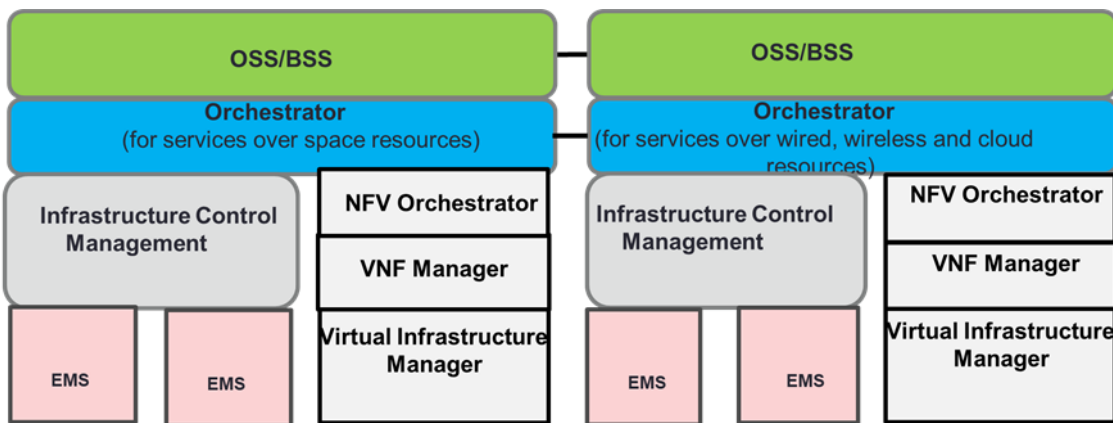 OSS/BSS
Orchestrator
(for services over space resources)
Infrastructure Control
Management
NFV Orchestrator
VNF Manager
Virtual Infrastructure
Manager
EMS
EMS
OSS/BSS
Orchestrator
(for services over wired, wireless and cloud
resources)
Infrastructure Control
Management
NFV Orchestrator
VNF Manager
Virtual Infrastructure
Manager
EMS
EMS